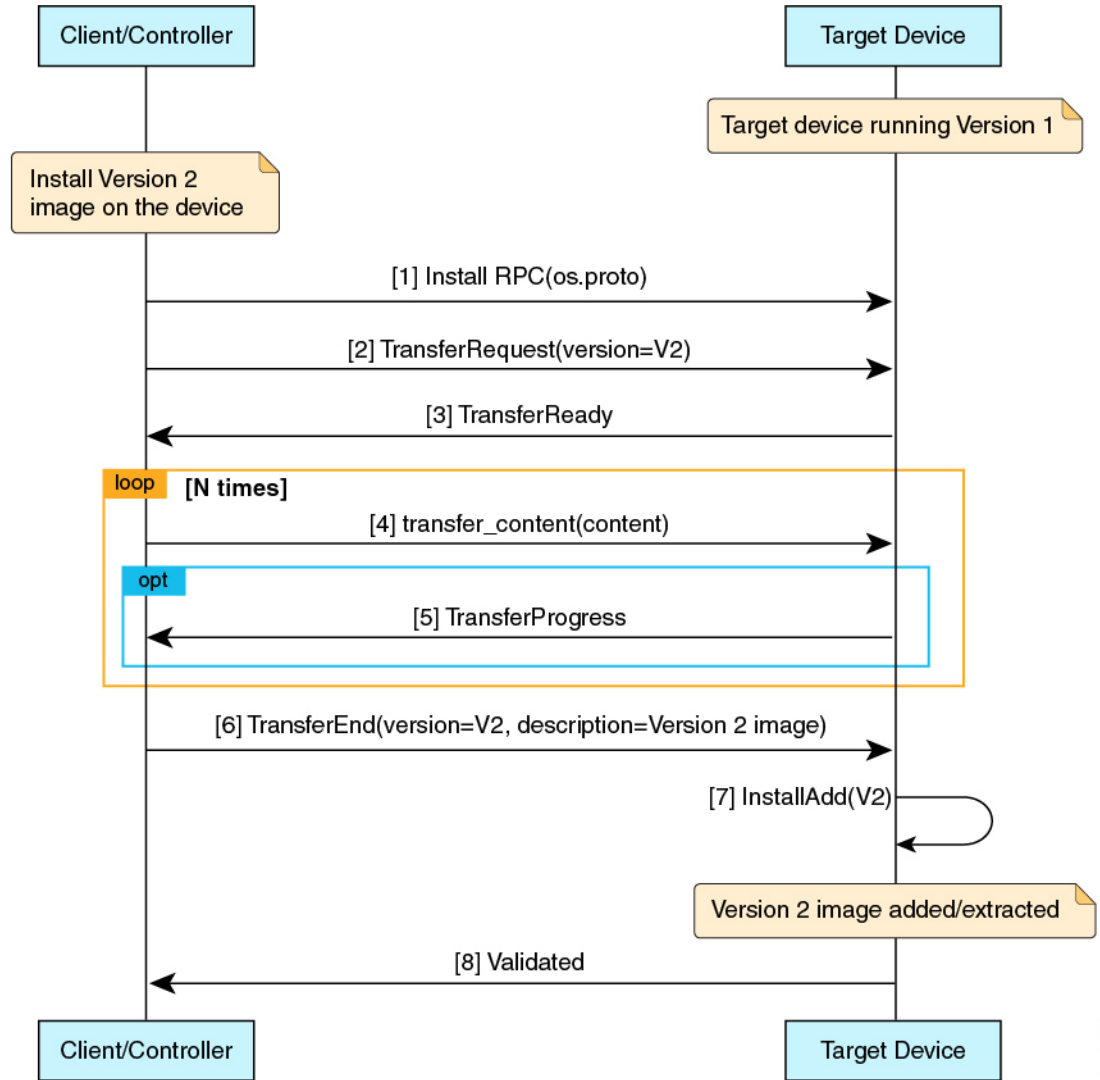 Client/Controller
Target Device
Target device running Version 1
Install Version 2
image on the device
[1] Install RPC(os.proto)
[2] TransferRequest(version=V2)
[3] TransferReady
loop
[N times]
[4] transfer_content(content)
opt
[5] TransferProgress
[6] TransferEnd(version=V2, description=Version 2 image)
[7] InstallAdd(V2)
Version 2 image added/extracted
[8] Validated
Client/Controller
Target Device